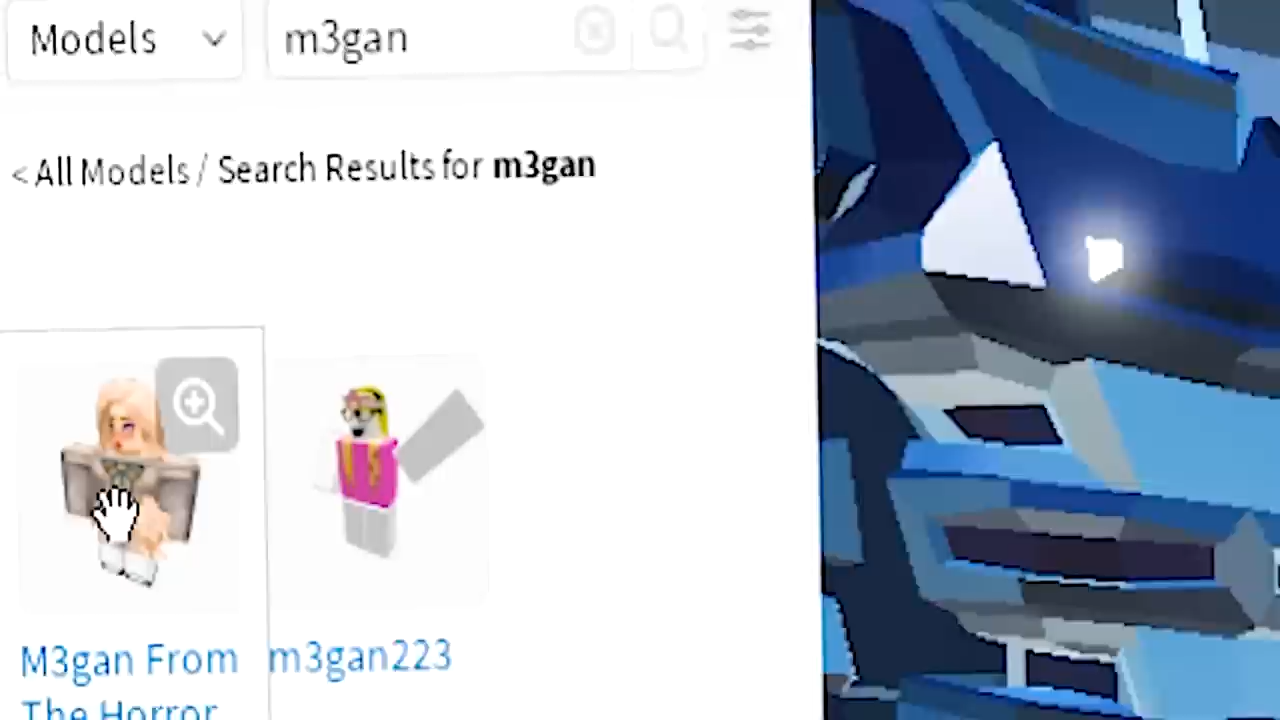 Models
m3gan
< All Models / Search Results for m3gan
M3gan From
The Horror
m3gan223